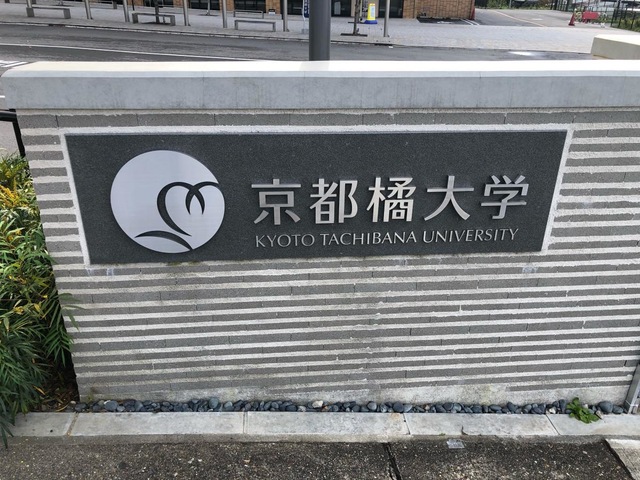 京都橘大学
KYOTO TACHIBANA UNIVERSITY